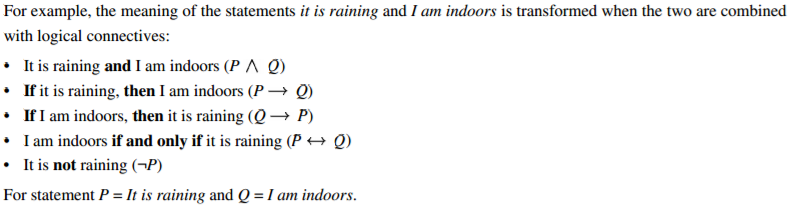 For example, the meaning of the statements it is raining and I am indoors is transformed when the two are combined
with logical connectives:
• It is raining and I am indoors (P ∧ Q)
• If it is raining, then I am indoors (P → Q)
• If I am indoors, then it is raining (Q → P)
• I am indoors if and only if it is raining (P ↔ Q)
• It is not raining (¬P)
For statement P = It is raining and Q = I am indoors.